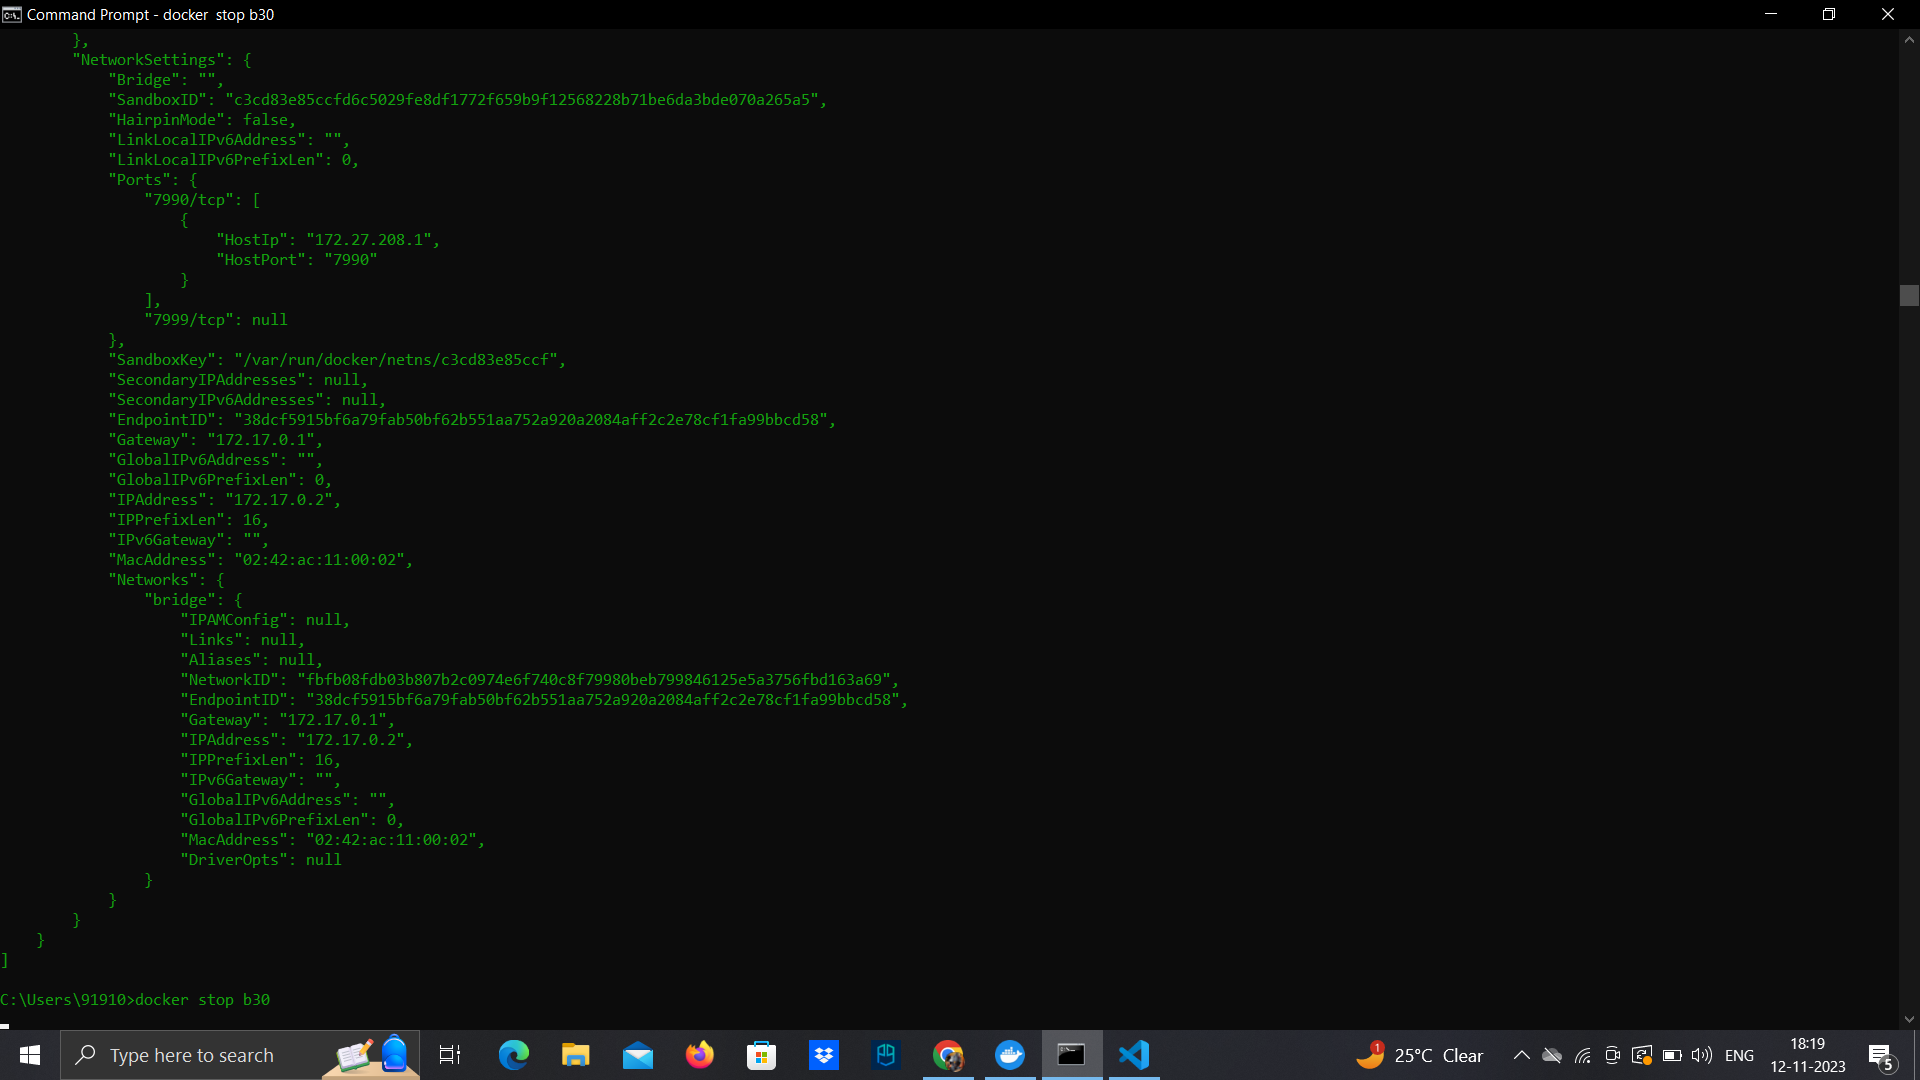 Command Prompt - docker  stop b30
        },
        "NetworkSettings": {
            "Bridge": "",
            "SandboxID": "c3cd83e85ccfd6c5029fe8df1772f659b9f12568228b71be6da3bde070a265a5",
            "HairpinMode": false,
            "LinkLocalIPv6Address": "",
            "LinkLocalIPv6PrefixLen": 0,
            "Ports": {
                "7990/tcp": [
                    {
                        "HostIp": "172.27.208.1",
                        "HostPort": "7990"
                    }
                ],
                "7999/tcp": null
            },
            "SandboxKey": "/var/run/docker/netns/c3cd83e85ccf",
            "SecondaryIPAddresses": null,
            "SecondaryIPv6Addresses": null,
            "EndpointID": "38dcf5915bf6a79fab50bf62b551aa752a920a2084aff2c2e78cf1fa99bbcd58",
            "Gateway": "172.17.0.1",
            "GlobalIPv6Address": "",
            "GlobalIPv6PrefixLen": 0,
            "IPAddress": "172.17.0.2",
            "IPPrefixLen": 16,
            "IPv6Gateway": "",
            "MacAddress": "02:42:ac:11:00:02",
            "Networks": {
                "bridge": {
                    "IPAMConfig": null,
                    "Links": null,
                    "Aliases": null,
                    "NetworkID": "fbfb08fdb03b807b2c0974e6f740c8f79980beb799846125e5a3756fbd163a69",
                    "EndpointID": "38dcf5915bf6a79fab50bf62b551aa752a920a2084aff2c2e78cf1fa99bbcd58",
                    "Gateway": "172.17.0.1",
                    "IPAddress": "172.17.0.2",
                    "IPPrefixLen": 16,
                    "IPv6Gateway": "",
                    "GlobalIPv6Address": "",
                    "GlobalIPv6PrefixLen": 0,
                    "MacAddress": "02:42:ac:11:00:02",
                    "DriverOpts": null
                }
            }
        }
    }
]
C:\Users\91910>docker stop b30
Type here to search
1
25°C Clear
ENG
18:19
12-11-2023
5